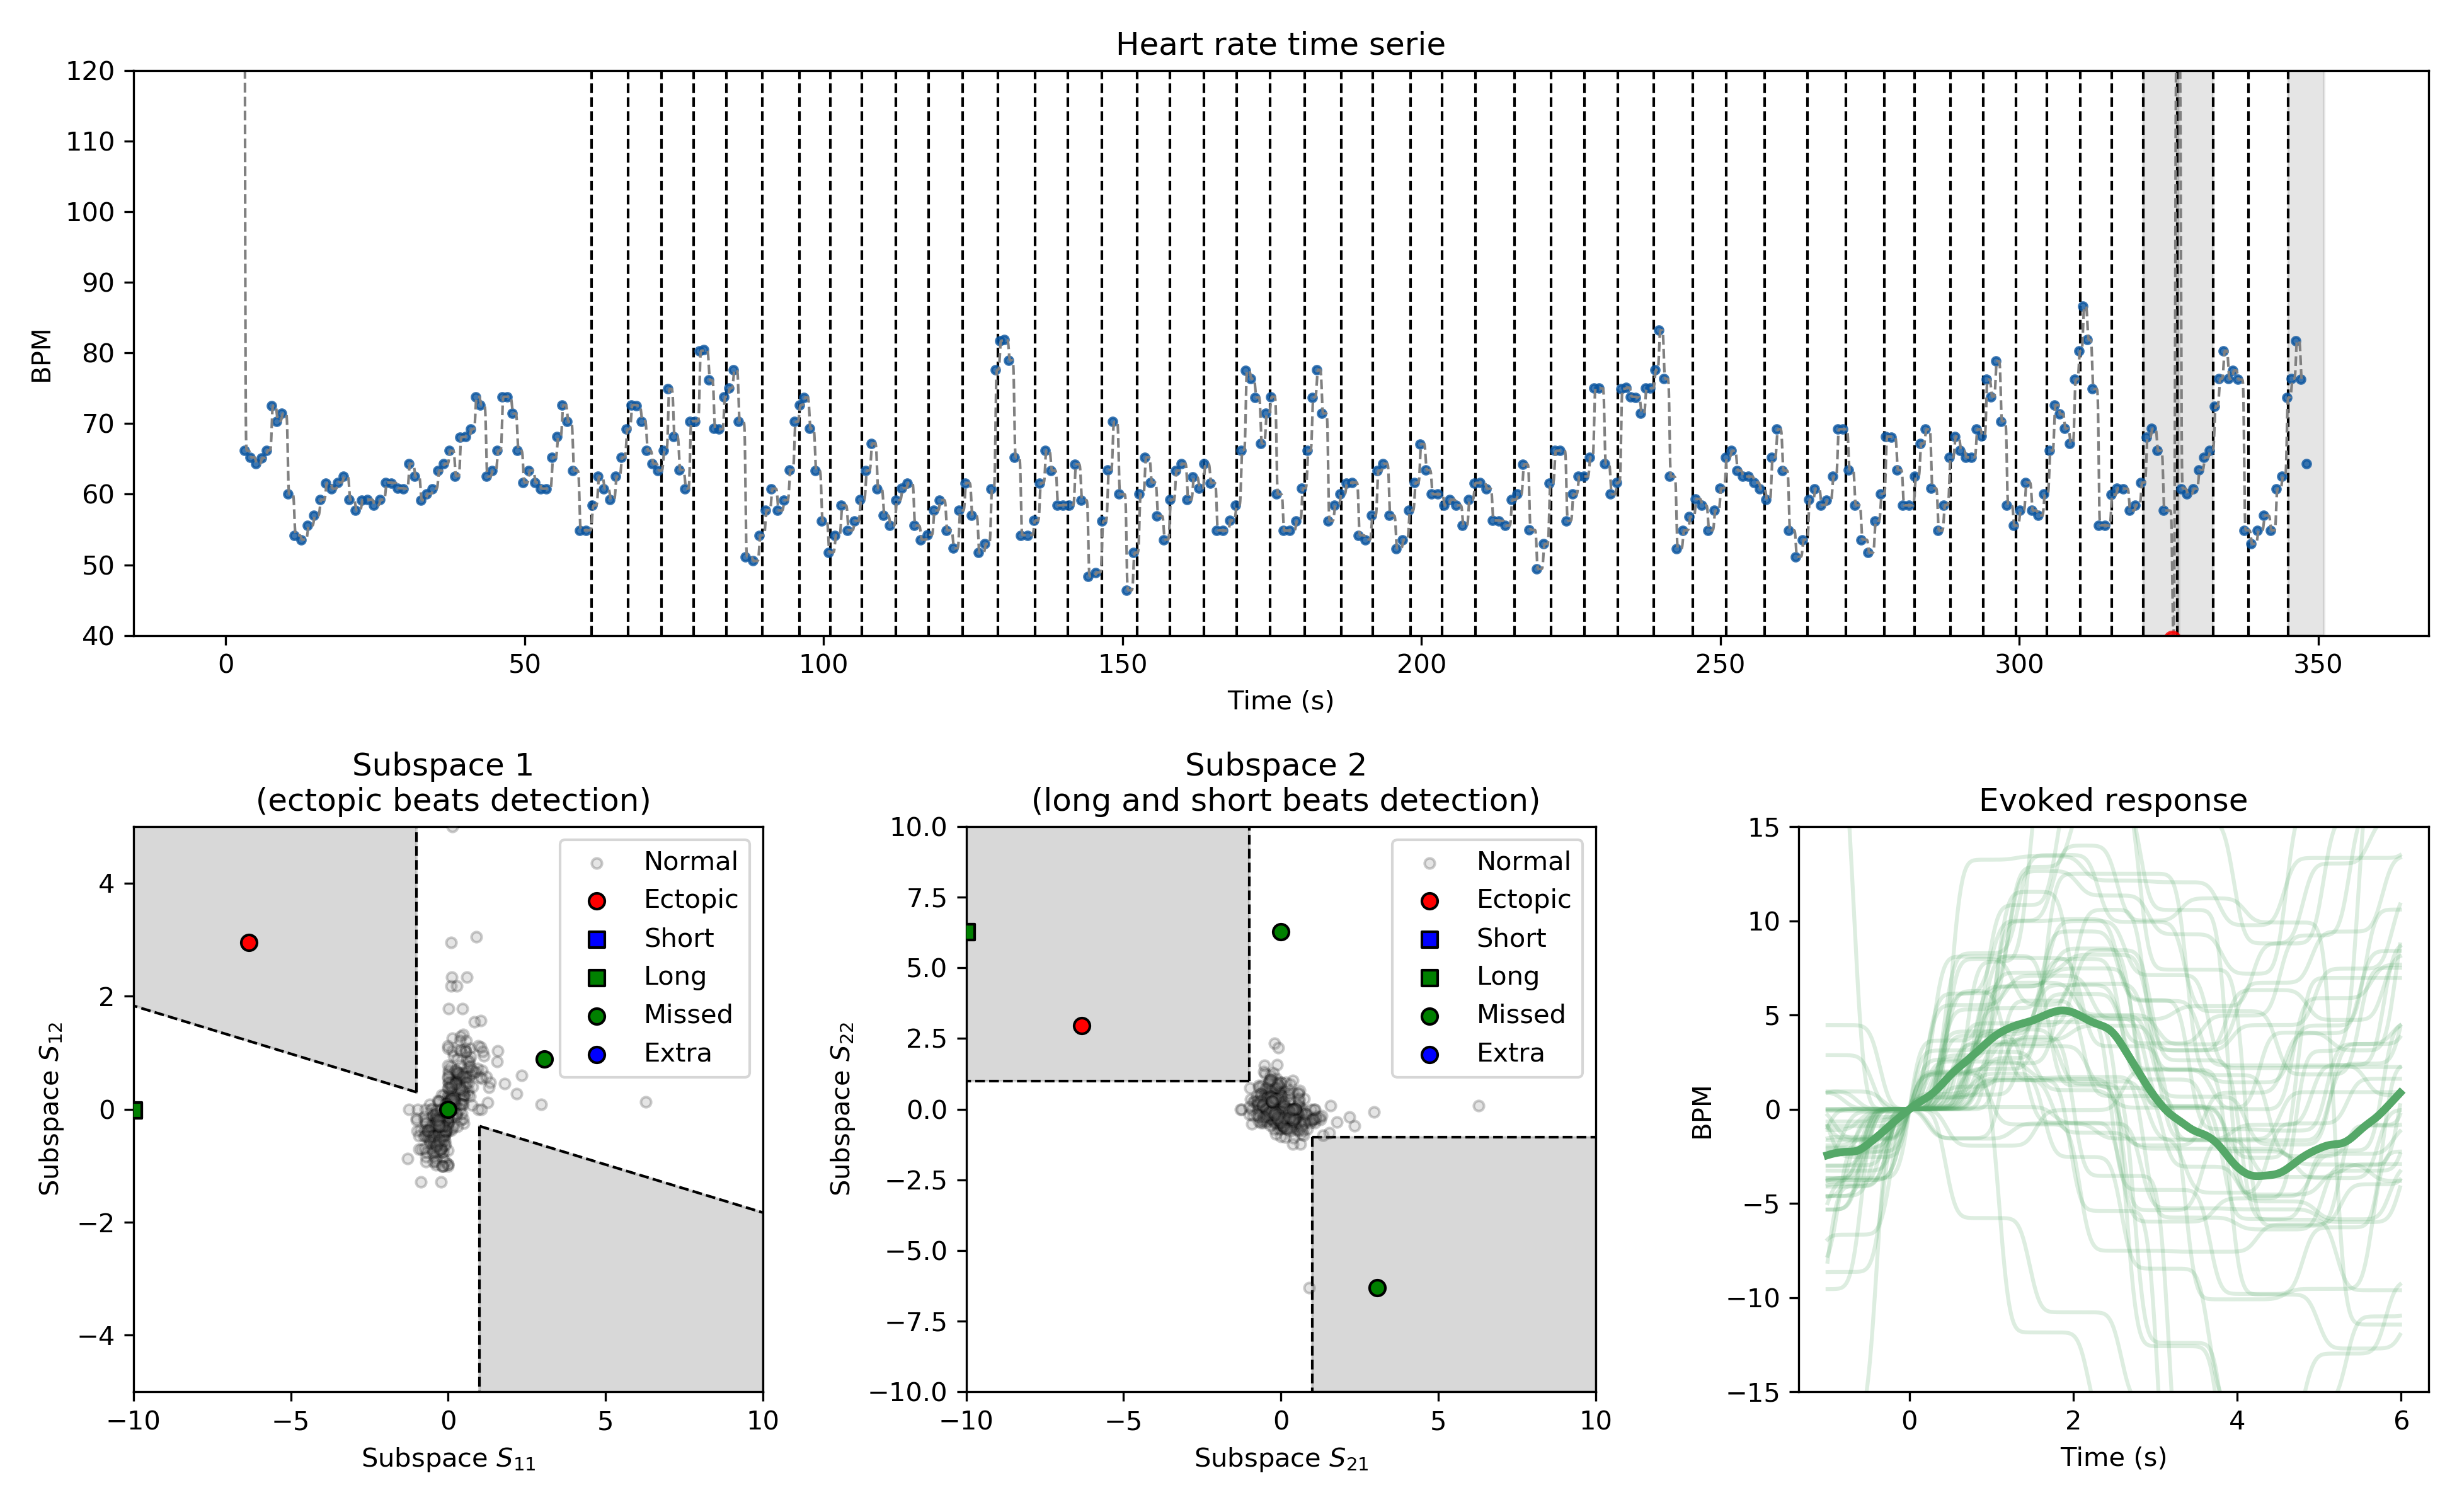 Heart rate time serie
120
110
100
90
80
70
60
50
40
BPM
0 50 100 150 200 250 300 350
Time (s)
Subspace 1
(ectopic beats detection)
4
2
0
−2
−4
Subspace S12
−10 −5 0 5 10
Subspace S11
Normal
Ectopic
Short
Long
Missed
Extra
Subspace 2
(long and short beats detection)
10.0
7.5
5.0
2.5
0.0
−2.5
−5.0
−7.5
−10.0
Subspace S22
−10 −5 0 5 10
Subspace S21
Normal
Ectopic
Short
Long
Missed
Extra
Evoked response
15
10
5
0
−5
−10
−15
BPM
0 2 4 6
Time (s)